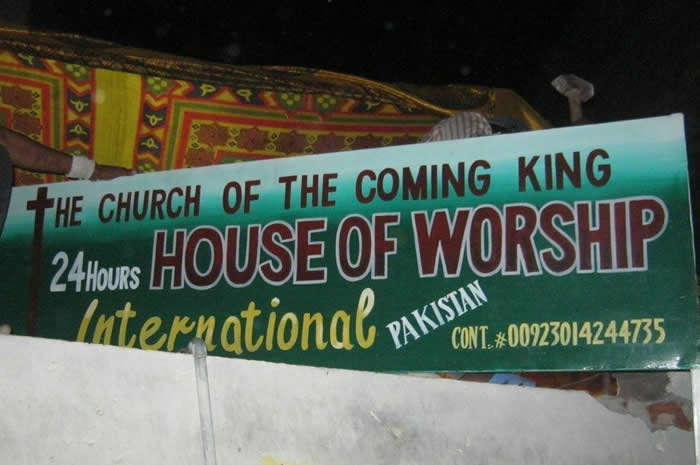 THE CHURCH OF THE COMING KING
24 HOURS HOUSE OF WORSHIP
International PAKISTAN CONT.:#00923014244735